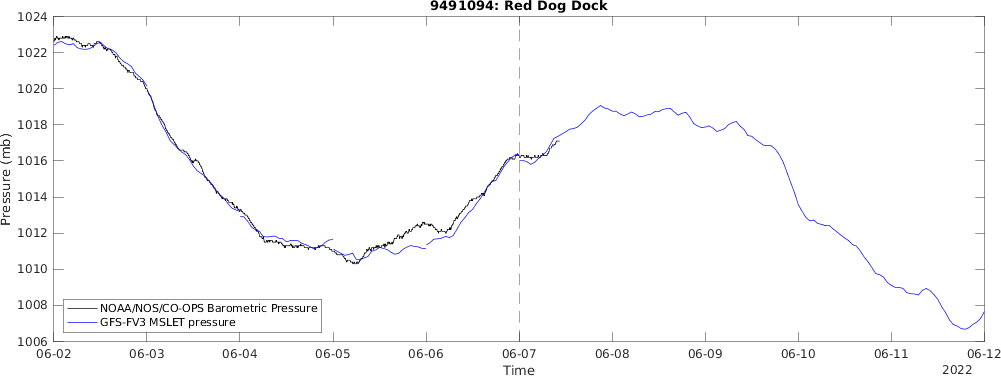 9491094: Red Dog Dock
Pressure (mb)
1024
1022
1020
1018
1016
1014
1012
1010
1008
1006
NOAA/NOS/CO-OPS Barometric Pressure
GFS-FV3 MSLET pressure
06-02 06-03 06-04 06-05 06-06 06-07 06-08 06-09 06-10 06-11 06-12
Time
2022